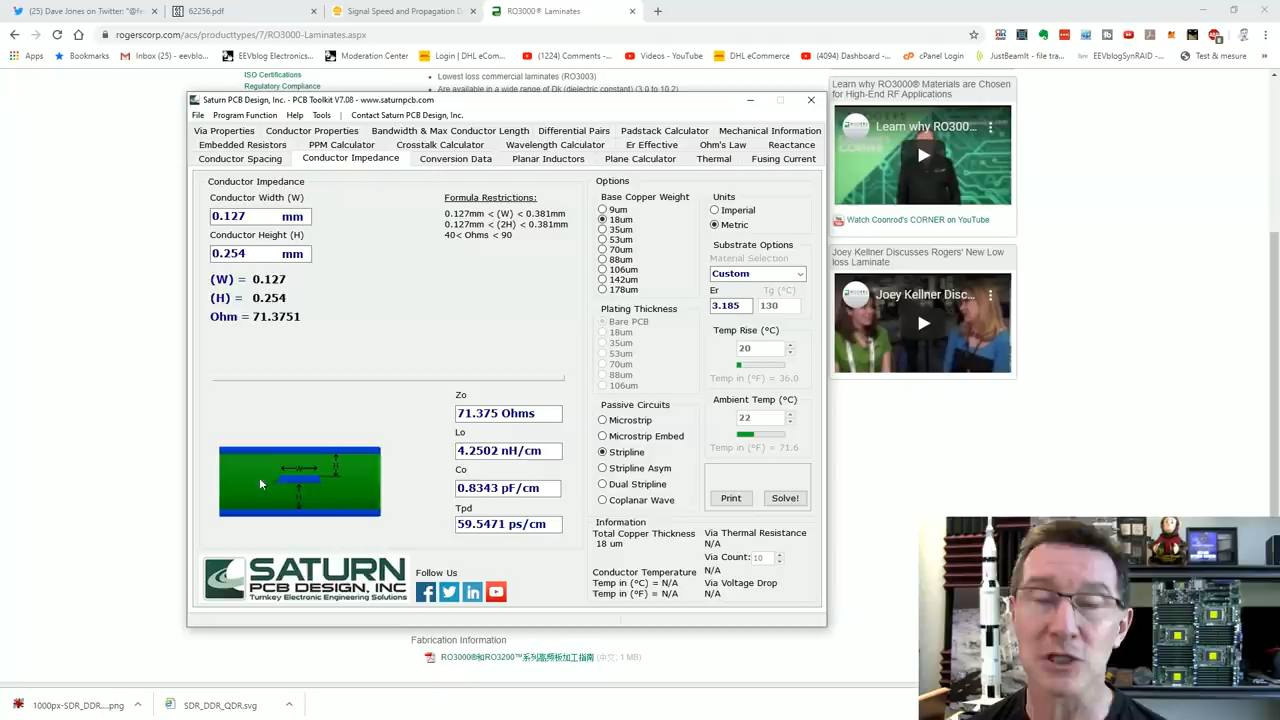 (25) Dave Jones on Twitter: "@fe
62256.pdf
Signal Speed and Propagation D
RO3000® Laminates
rogerscorp.com/acs/producttypes/7/RO3000-Laminates.aspx
Apps
Bookmarks
Inbox (25) - eevblo
EEVblog Electronics
Moderation Center
Login | DHL eCom
(1224) Comments -
Videos - YouTube
DHL eCommerce
(4094) Dashboard -
cPanel Login
JustBeamIt - file tra
EEVblogSynRAID -
Test & mesure
»
ISO Certifications
Regulatory Compliance
• Lowest loss commercial laminates (RO3003)
• Are available in a wide range of Dk (dielectric constant) (3.0 to 10.2)
Saturn PCB Design, Inc. - PCB Toolkit V7.08 - www.saturnpcb.com
File Program Function Help Tools | Contact Saturn PCB Design, Inc.
Via Properties Conductor Properties Bandwidth & Max Conductor Length Differential Pairs Padstack Calculator Mechanical Information
Embedded Resistors PPM Calculator Crosstalk Calculator Wavelength Calculator Er Effective Ohm's Law Reactance
Conductor Spacing Conductor Impedance Conversion Data Planar Inductors Plane Calculator Thermal Fusing Current
Conductor Impedance
Conductor Width (W)
0.127 mm
Conductor Height (H)
0.254 mm
(W) = 0.127
(H) = 0.254
Ohm = 71.3751
Formula Restrictions:
0.127mm < (W) < 0.381mm
0.127mm < (2H) < 0.381mm
40< Ohms < 90
Zo
71.375 Ohms
Lo
4.2502 nH/cm
Co
0.8343 pF/cm
Tpd
59.5471 ps/cm
W
H
H
SATURN
PCB DESIGN, INC
Turnkey Electronic Engineering Solutions
Follow Us
Options
Base Copper Weight
9um
18um
35um
53um
70um
88um
106um
142um
178um
Plating Thickness
Bare PCB
18um
35um
53um
70um
88um
106um
Passive Circuits
Microstrip
Microstrip Embed
Stripline
Stripline Asym
Dual Stripline
Coplanar Wave
Units
Imperial
Metric
Substrate Options
Material Selection
Custom
Er Tg (°C)
3.185 130
Temp Rise (°C)
20
Temp in (°F) = 36.0
Ambient Temp (°C)
22
Temp in (°F) = 71.6
Print Solve!
Information
Total Copper Thickness
18 um
Conductor Temperature
Temp in (°C) = N/A
Temp in (°F) = N/A
Via Thermal Resistance
N/A
Via Count: 10
N/A
Via Voltage Drop
N/A
Learn why RO3000® Materials are Chosen
for High-End RF Applications
Learn why RO300...
Watch Coonrod's CORNER on YouTube
Joey Kellner Discusses Rogers' New Low
loss Laminate
Joey Kellner Disc...
Fabrication Information
RO3000®和RO3200™系列高频板加工指南 (中文; 1 MB)
1000px-SDR_DDR_....png
SDR_DDR_QDR.svg